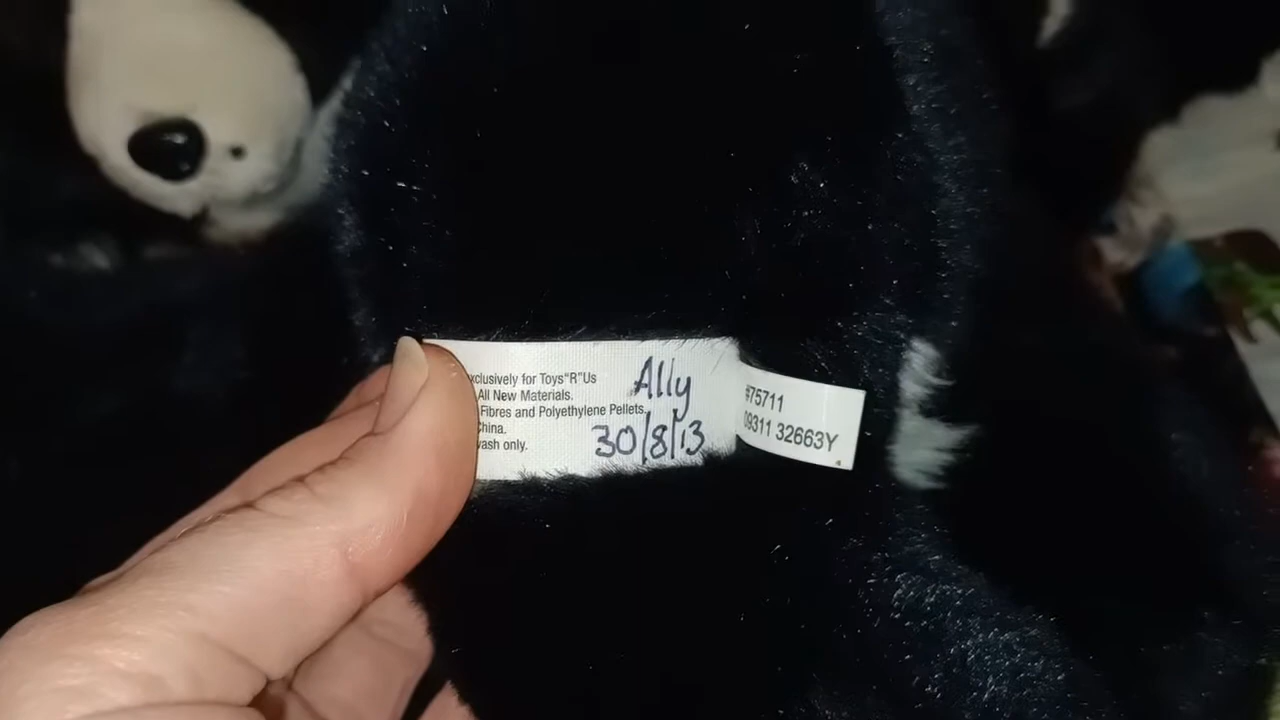 xclusively for Toys"R"Us
All New Materials.
Fibres and Polyethylene Pellets.
China.
wash only.
Ally
30/8/13
#75711
09311 32663Y